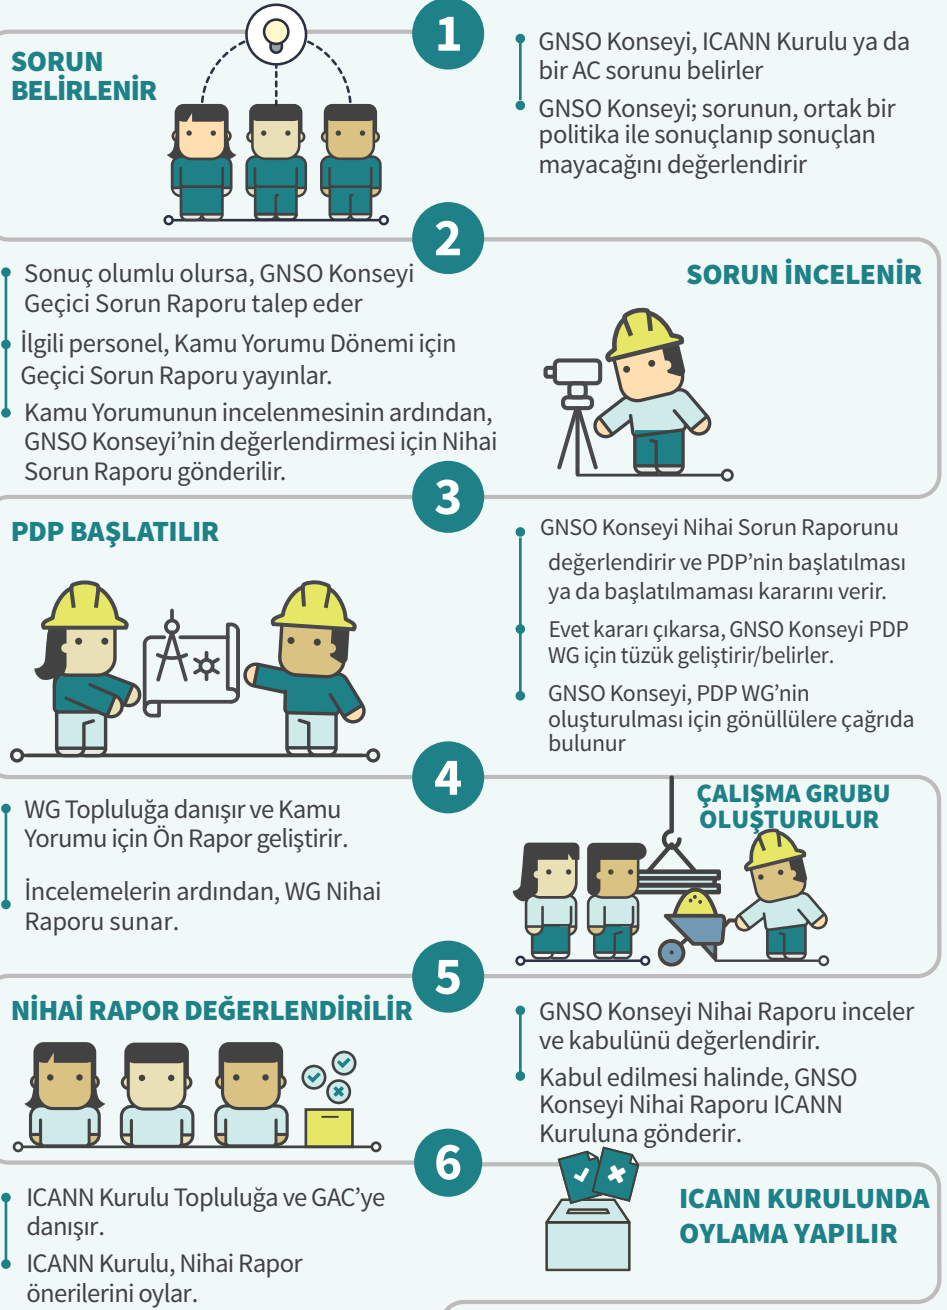 1
SORUN
BELİRLENİR
GNSO Konseyi, ICANN Kurulu ya da
bir AC sorunu belirler
GNSO Konseyi; sorunun, ortak bir
politika ile sonuçlanıp sonuçlan
mayacağını değerlendirir
2
SORUN İNCELENİR
Sonuç olumlu olursa, GNSO Konseyi
Geçici Sorun Raporu talep eder
İlgili personel, Kamu Yorumu Dönemi için
Geçici Sorun Raporu yayınlar.
Kamu Yorumunun incelenmesinin ardından,
GNSO Konseyi’nin değerlendirmesi için Nihai
Sorun Raporu gönderilir.
3
PDP BAŞLATILIR
GNSO Konseyi Nihai Sorun Raporunu
değerlendirir ve PDP’nin başlatılması
ya da başlatılmaması kararını verir.
Evet kararı çıkarsa, GNSO Konseyi PDP
WG için tüzük geliştirir/belirler.
GNSO Konseyi, PDP WG’nin
oluşturulması için gönüllülere çağrıda
bulunur
4
ÇALIŞMA GRUBU
OLUŞTURULUR
WG Topluluğa danışır ve Kamu
Yorumu için Ön Rapor geliştirir.
İncelemelerin ardından, WG Nihai
Raporu sunar.
5
NİHAİ RAPOR DEĞERLENDİRİLİR
GNSO Konseyi Nihai Raporu inceler
ve kabulünü değerlendirir.
Kabul edilmesi halinde, GNSO
Konseyi Nihai Raporu ICANN
Kuruluna gönderir.
6
ICANN KURULUNDA
OYLAMA YAPILIR
ICANN Kurulu Topluluğa ve GAC’ye
danışır.
ICANN Kurulu, Nihai Rapor
önerilerini oylar.